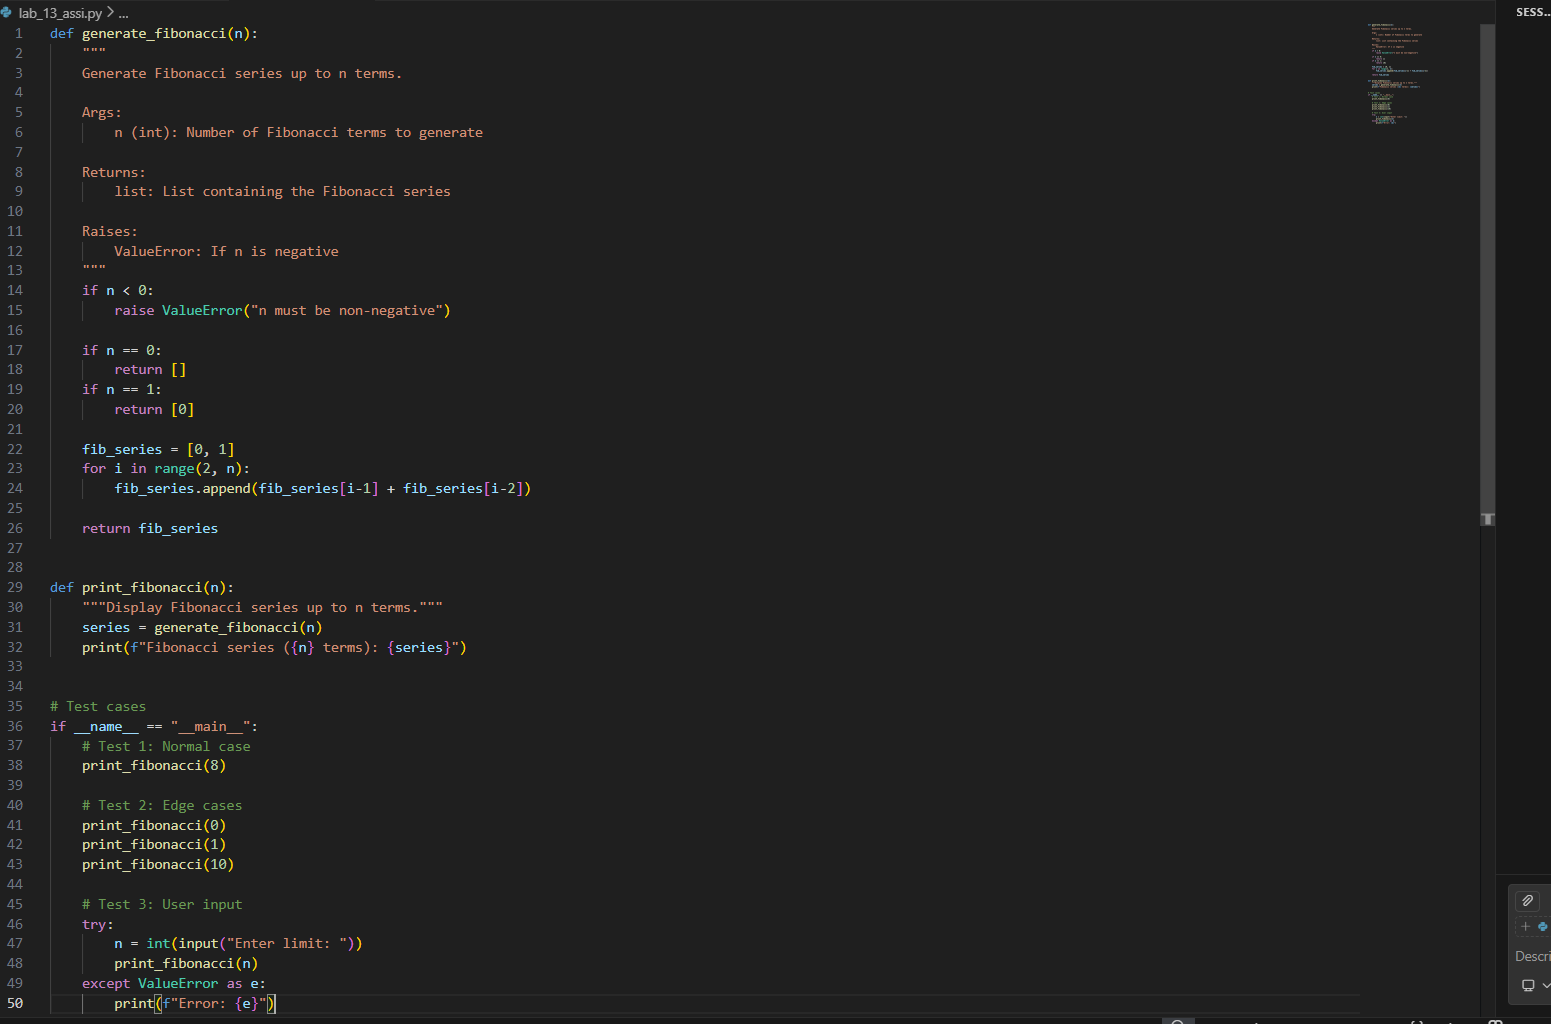 lab_13_assi.py > ...
SESS...
1 def generate_fibonacci(n):
2     """
3     Generate Fibonacci series up to n terms.
4
5     Args:
6         n (int): Number of Fibonacci terms to generate
7
8     Returns:
9         list: List containing the Fibonacci series
10
11     Raises:
12         ValueError: If n is negative
13     """
14     if n < 0:
15         raise ValueError("n must be non-negative")
16
17     if n == 0:
18         return []
19     if n == 1:
20         return [0]
21
22     fib_series = [0, 1]
23     for i in range(2, n):
24         fib_series.append(fib_series[i-1] + fib_series[i-2])
25
26     return fib_series
27
28
29 def print_fibonacci(n):
30     """Display Fibonacci series up to n terms."""
31     series = generate_fibonacci(n)
32     print(f"Fibonacci series ({n} terms): {series}")
33
34
35 # Test cases
36 if __name__ == "__main__":
37     # Test 1: Normal case
38     print_fibonacci(8)
39
40     # Test 2: Edge cases
41     print_fibonacci(0)
42     print_fibonacci(1)
43     print_fibonacci(10)
44
45     # Test 3: User input
46     try:
47         n = int(input("Enter limit: "))
48         print_fibonacci(n)
49     except ValueError as e:
50         print(f"Error: {e}")
Descri